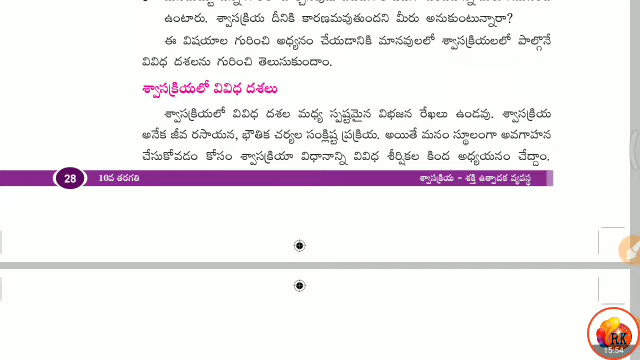 ఉంటారు. శ్వాసక్రియ దీనికి కారణమవుతుందని మీరు అనుకుంటున్నారా?
ఈ విషయాల గురించి అధ్యనం చేయడానికి మానవులలో శ్వాసక్రియలలో పాల్గొనే
వివిధ దశలను గురించి తెలుసుకుందాం.
శ్వాసక్రియలో వివిధ దశలు
శ్వాసక్రియలో వివిధ దశల మధ్య స్పష్టమైన విభజన రేఖలు ఉండవు. శ్వాసక్రియ
అనేక జీవ రసాయన, భౌతిక చర్యల సంక్లిష్ట ప్రక్రియ. అయితే మనం స్థూలంగా అవగాహన
చేసుకోవడం కోసం శ్వాసక్రియా విధానాన్ని వివిధ శీర్షికల కింద అధ్యయనం చేద్దాం.
28 10వ తరగతి శ్వాసక్రియ - శక్తి ఉత్పాదక వ్యవస్థ
RK
15:54